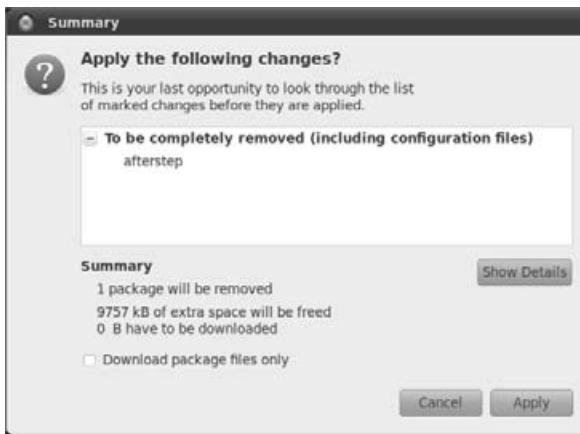 Summary
Apply the following changes?
This is your last opportunity to look through the list
of marked changes before they are applied.
To be completely removed (including configuration files)
afterstep
Summary
Show Details
1 package will be removed
9757 kB of extra space will be freed
0 B have to be downloaded
Download package files only
Cancel
Apply